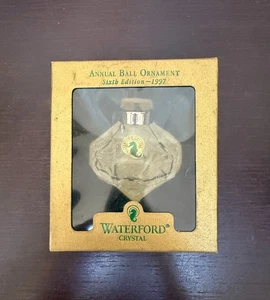 ANNUAL BALL ORNAMENT
Sixth Edition—1997
WATERFORD®
CRYSTAL